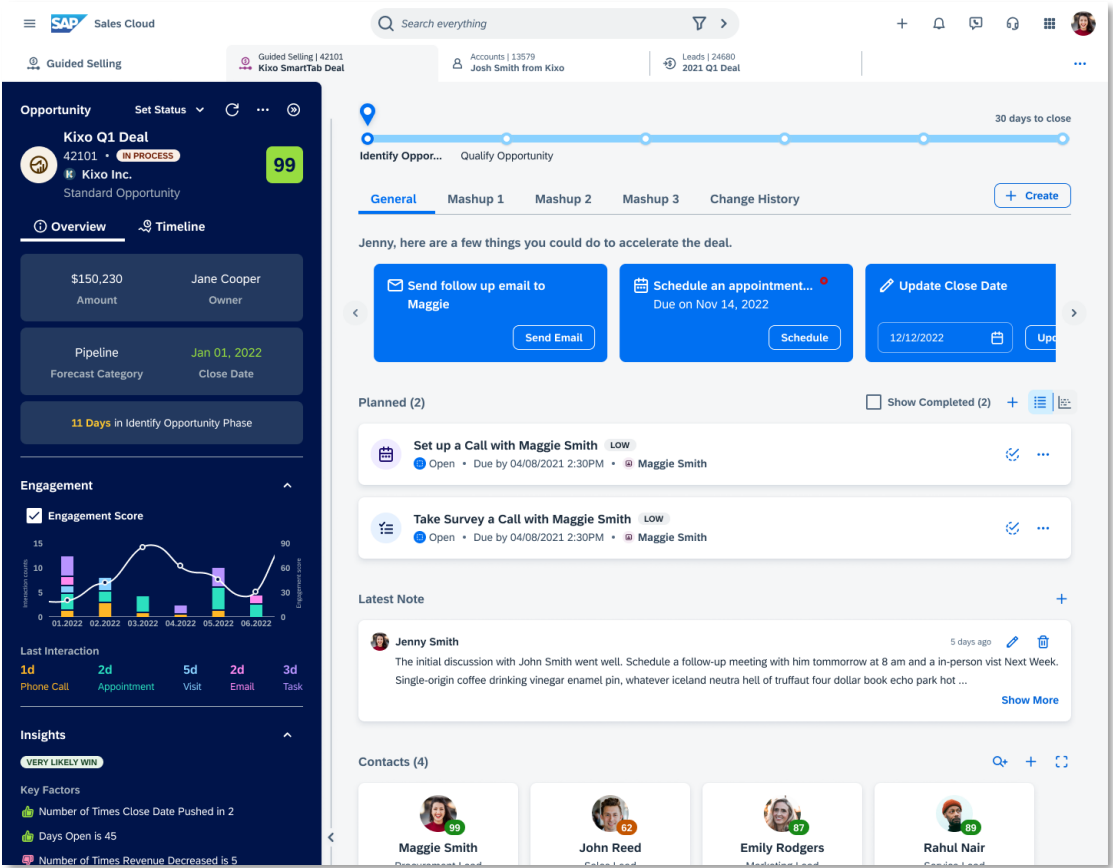 SAP Sales Cloud
Search everything
Guided Selling
Guided Selling | 42101
Kixo SmartTab Deal
Accounts | 13579
Josh Smith from Kixo
Leads | 24680
2021 Q1 Deal
Opportunity
Set Status
Kixo Q1 Deal
42101 • IN PROCESS
K Kixo Inc.
Standard Opportunity
99
Overview
Timeline
$150,230
Amount
Jane Cooper
Owner
Pipeline
Forecast Category
Jan 01, 2022
Close Date
11 Days in Identify Opportunity Phase
Engagement
Engagement Score
15
10
5
0
Interaction counts
90
60
30
0
Engagement score
01.2022 02.2022 03.2022 04.2022 05.2022 06.2022
Last Interaction
1d 2d 5d 2d 3d
Phone Call Appointment Visit Email Task
Insights
VERY LIKELY WIN
Key Factors
Number of Times Close Date Pushed in 2
Days Open is 45
Number of Times Revenue Decreased is 5
30 days to close
Identify Oppor...
Qualify Opportunity
General
Mashup 1
Mashup 2
Mashup 3
Change History
+ Create
Jenny, here are a few things you could do to accelerate the deal.
Send follow up email to
Maggie
Send Email
Schedule an appointment...
Due on Nov 14, 2022
Schedule
Update Close Date
12/12/2022
Planned (2)
Show Completed (2)
Set up a Call with Maggie Smith LOW
Open • Due by 04/08/2021 2:30PM • Maggie Smith
Take Survey a Call with Maggie Smith LOW
Open • Due by 04/08/2021 2:30PM • Maggie Smith
Latest Note
Jenny Smith
5 days ago
The initial discussion with John Smith went well. Schedule a follow-up meeting with him tommorrow at 8 am and a in-person vist Next Week.
Single-origin coffee drinking vinegar enamel pin, whatever iceland neutra hell of truffaut four dollar book echo park hot ...
Show More
Contacts (4)
99
Maggie Smith
62
John Reed
87
Emily Rodgers
89
Rahul Nair